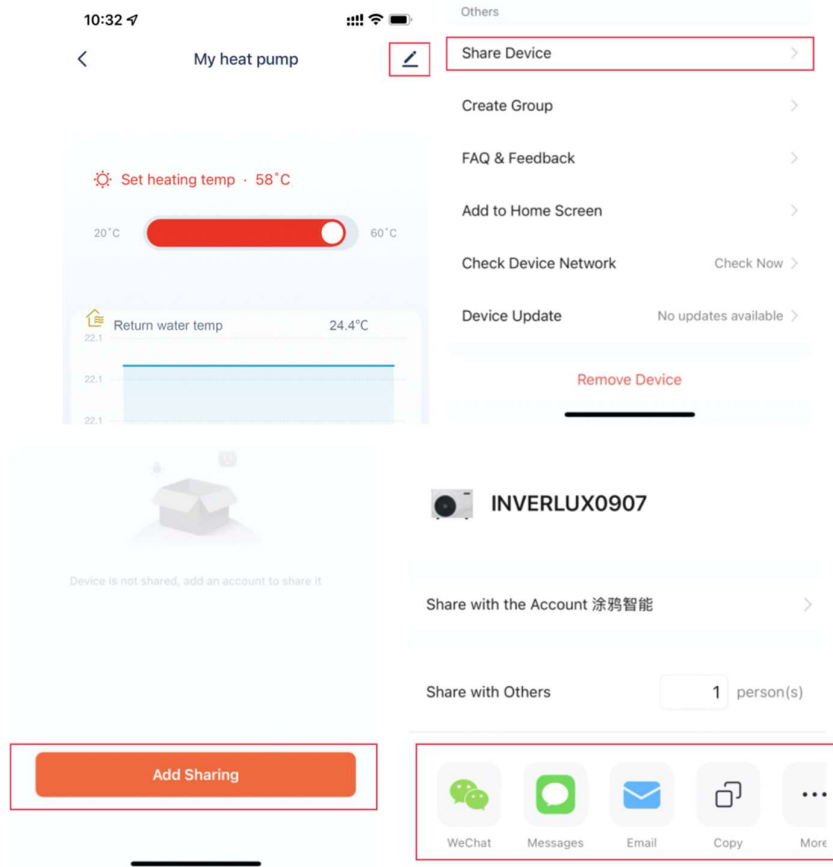 10:32
My heat pump
Set heating temp · 58°C
20°C
60°C
Return water temp 24.4°C
22.1
22.1
22.1
Others
Share Device
Create Group
FAQ & Feedback
Add to Home Screen
Check Device Network Check Now
Device Update No updates available
Remove Device
Device is not shared, add an account to share it
Add Sharing
INVERLUX0907
Share with the Account 涂鸦智能
Share with Others 1 person(s)
WeChat Messages Email Copy More